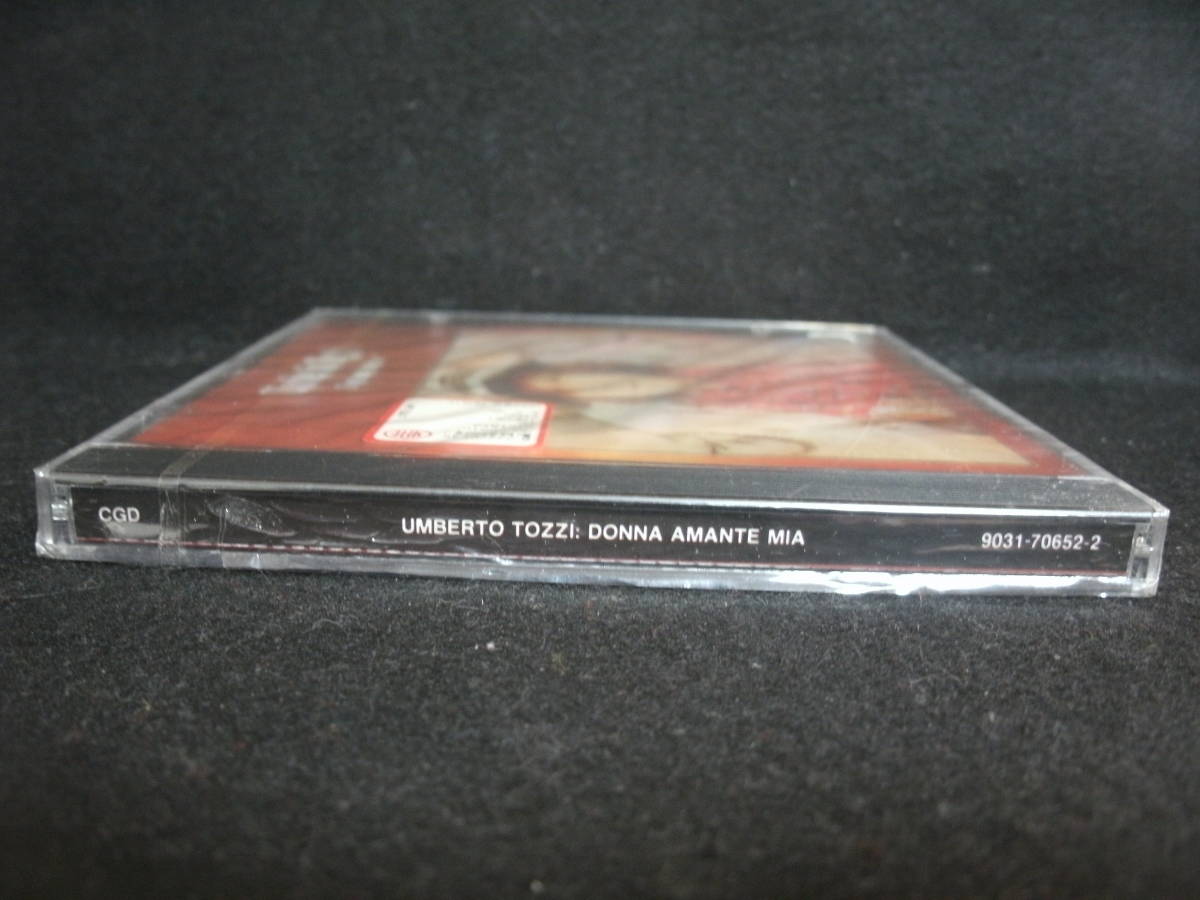 CGD
UMBERTO TOZZI: DONNA AMANTE MIA
9031-70652-2